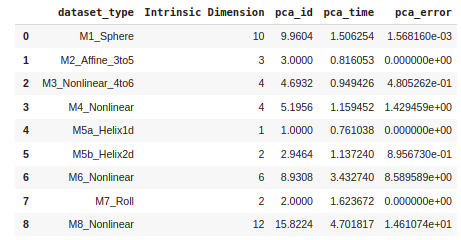 dataset_type Intrinsic Dimension pca_id pca_time pca_error
0 M1_Sphere 10 9.9604 1.506254 1.568160e-03
1 M2_Affine_3to5 3 3.0000 0.816053 0.000000e+00
2 M3_Nonlinear_4to6 4 4.6932 0.949426 4.805262e-01
3 M4_Nonlinear 4 5.1956 1.159452 1.429459e+00
4 M5a_Helix1d 1 1.0000 0.761038 0.000000e+00
5 M5b_Helix2d 2 2.9464 1.137240 8.956730e-01
6 M6_Nonlinear 6 8.9308 3.432740 8.589589e+00
7 M7_Roll 2 2.0000 1.623672 0.000000e+00
8 M8_Nonlinear 12 15.8224 4.701817 1.461074e+01